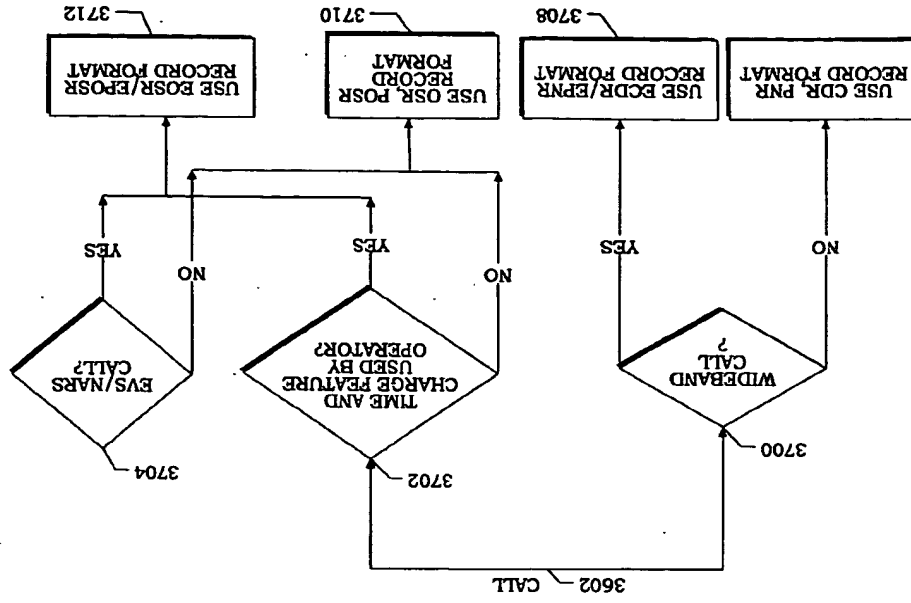 3602
CALL
3700
WIDEBAND
CALL
?
3702
TIME AND
CHARGE FEATURE
USED BY
OPERATOR?
3704
EVS/NARS
CALL?
NO
YES
NO
YES
NO
YES
USE CDR, PNR
RECORD FORMAT
USE ECDR/EPNR
RECORD FORMAT
3708
USE OSR, POSR
RECORD
FORMAT
3710
USE EOSR/EPOSR
RECORD FORMAT
3712